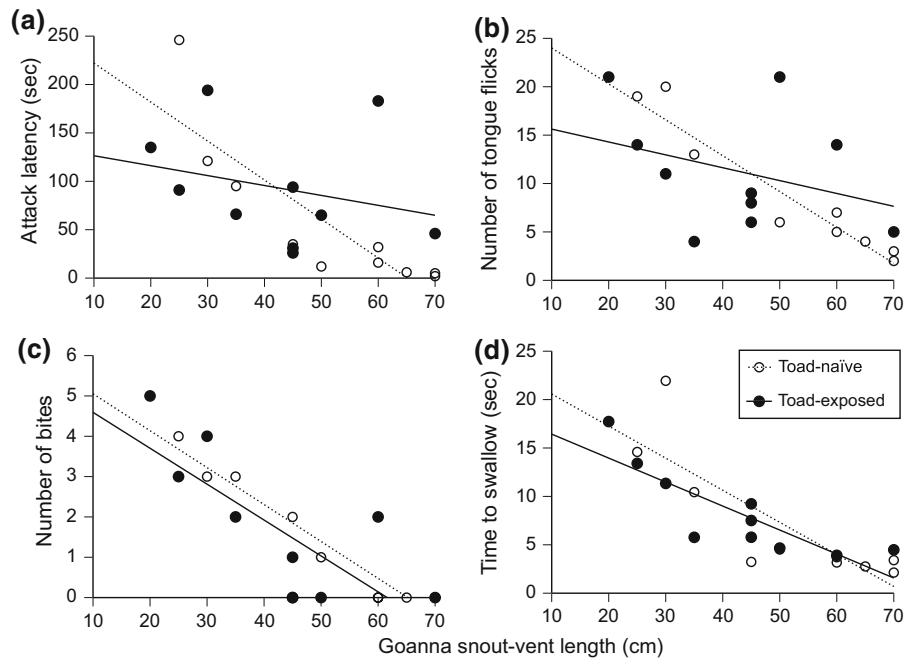 (a)
Attack latency (sec)
250
200
150
100
50
0
10 20 30 40 50 60 70
(b)
Number of tongue flicks
25
20
15
10
5
0
10 20 30 40 50 60 70
(c)
Number of bites
6
5
4
3
2
1
0
10 20 30 40 50 60 70
(d)
Time to swallow (sec)
25
20
15
10
5
0
10 20 30 40 50 60 70
Toad-naïve
Toad-exposed
Goanna snout-vent length (cm)